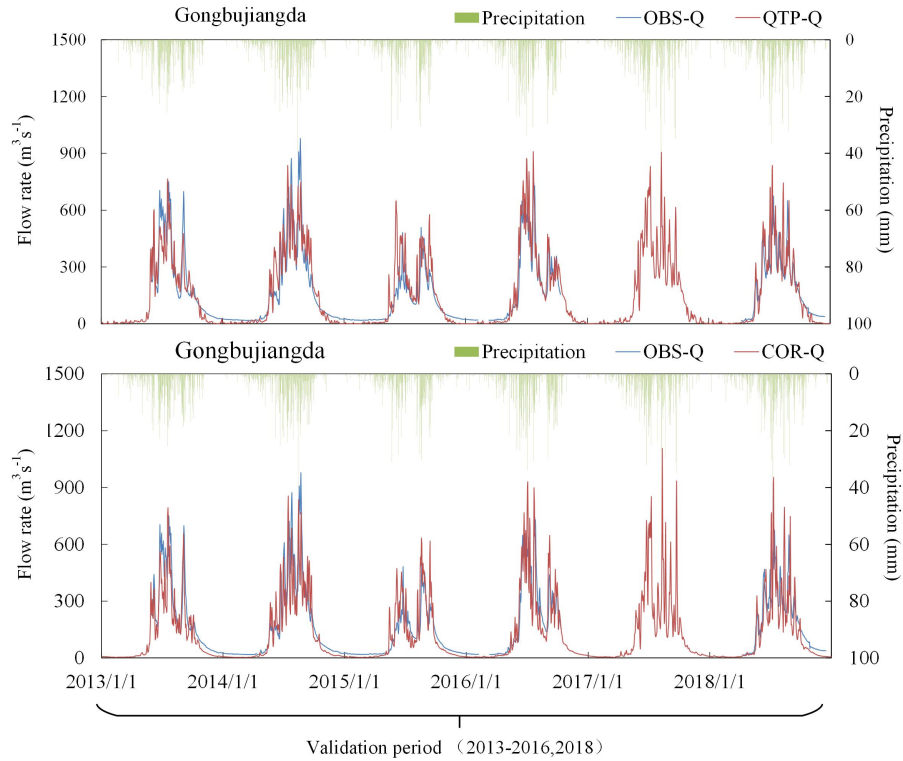 Gongbujiangda
Precipitation OBS-Q QTP-Q
1500 0
1200 20
900 40
600 60
300 80
0 100
Flow rate (m³s⁻¹)
Precipitation (mm)
Gongbujiangda
Precipitation OBS-Q COR-Q
1500 0
1200 20
900 40
600 60
300 80
0 100
Flow rate (m³s⁻¹)
Precipitation (mm)
2013/1/1 2014/1/1 2015/1/1 2016/1/1 2017/1/1 2018/1/1
Validation period （2013-2016,2018）